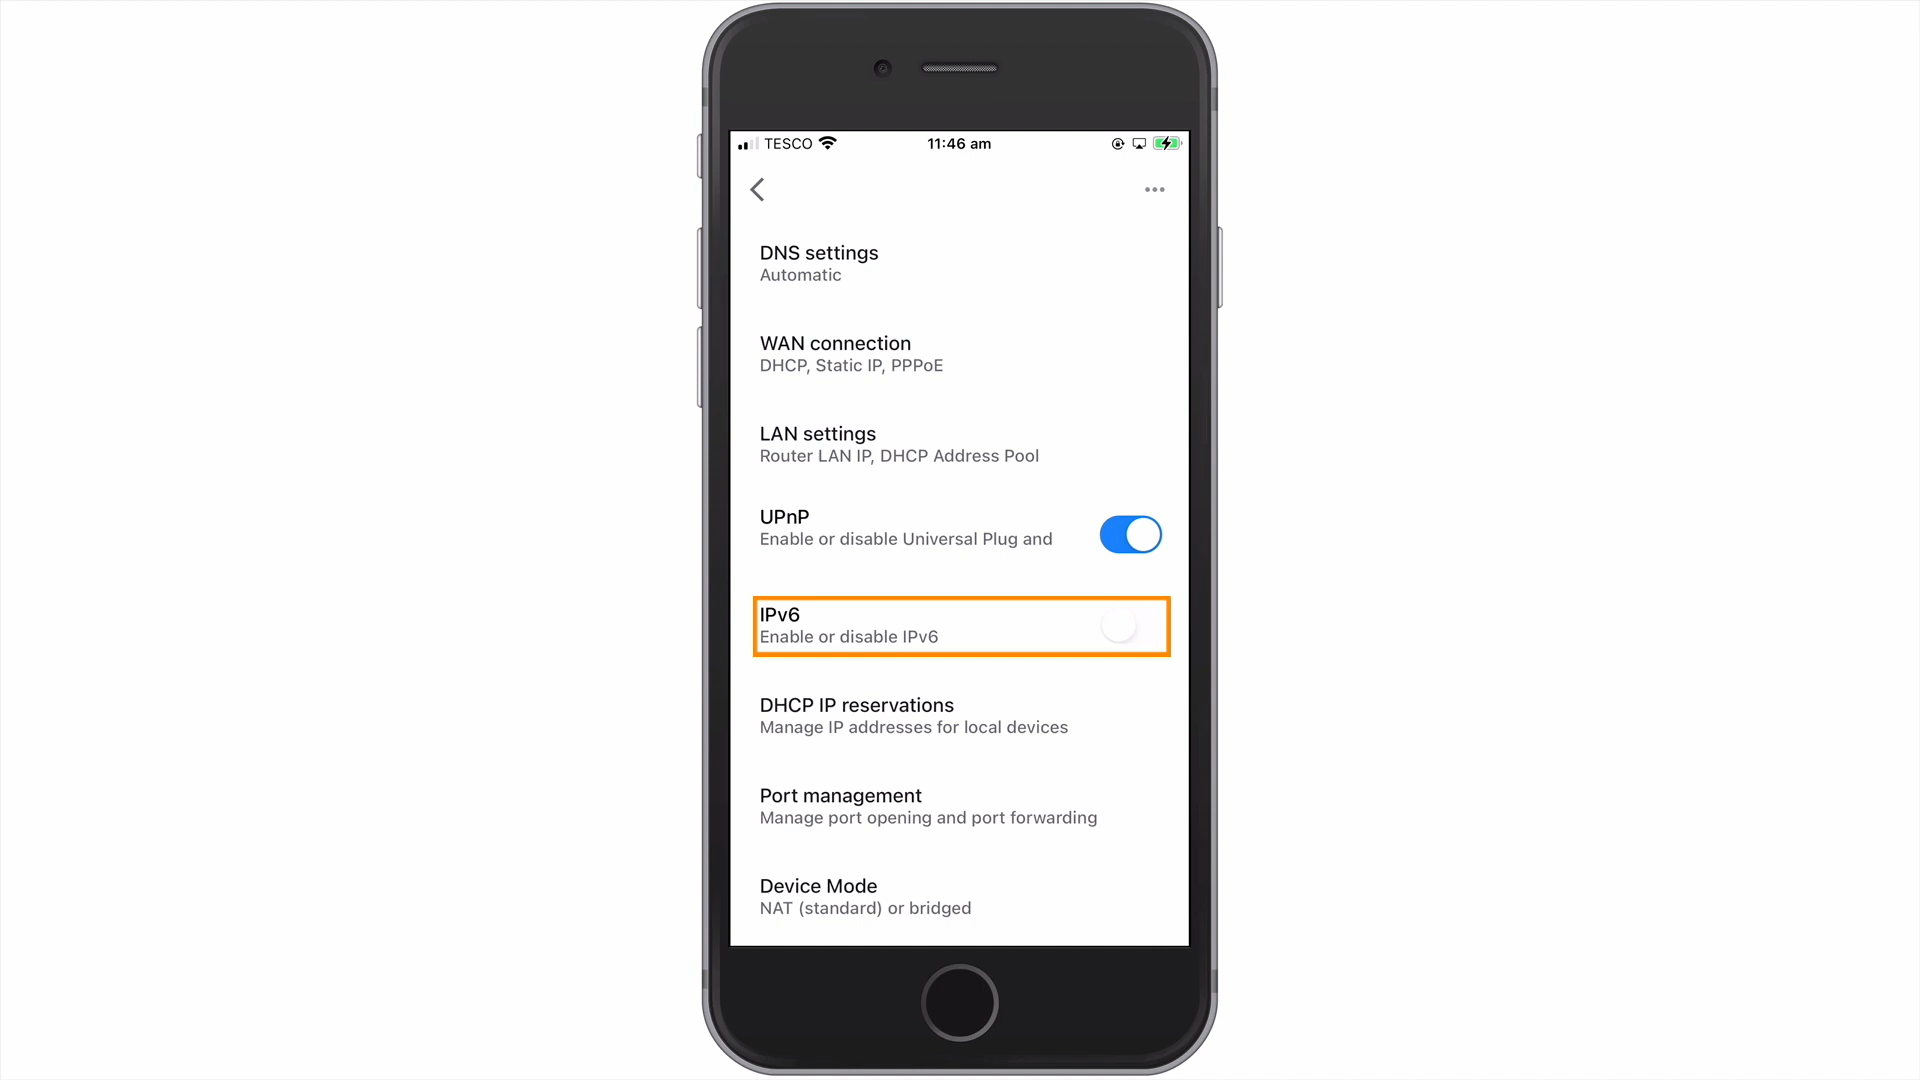 TESCO 11:46 am
DNS settings
Automatic
WAN connection
DHCP, Static IP, PPPoE
LAN settings
Router LAN IP, DHCP Address Pool
UPnP
Enable or disable Universal Plug and
IPv6
Enable or disable IPv6
DHCP IP reservations
Manage IP addresses for local devices
Port management
Manage port opening and port forwarding
Device Mode
NAT (standard) or bridged